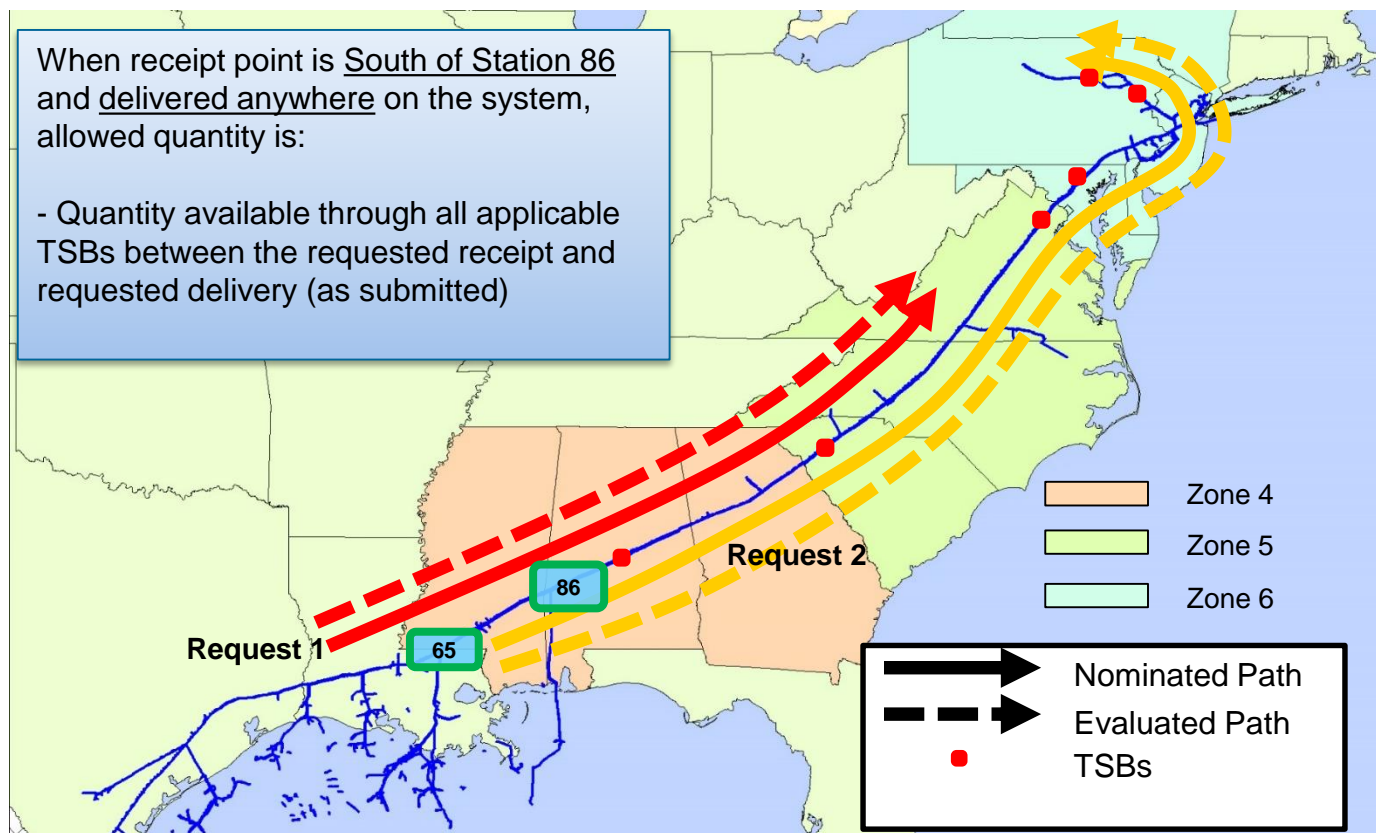 When receipt point is South of Station 86
and delivered anywhere on the system,
allowed quantity is:
- Quantity available through all applicable
TSBs between the requested receipt and
requested delivery (as submitted)
Request 2
86
Request 1
65
Zone 4
Zone 5
Zone 6
Nominated Path
Evaluated Path
TSBs